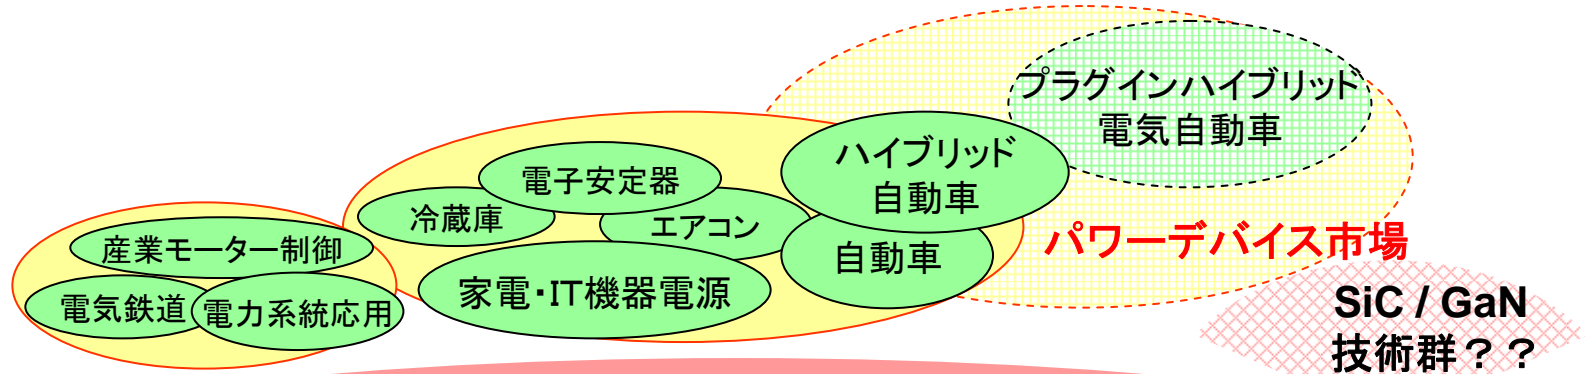 プラグインハイブリッド
電気自動車
ハイブリッド
自動車
電子安定器
冷蔵庫
エアコン
自動車
家電・IT機器電源
産業モーター制御
電気鉄道
電力系統応用
パワーデバイス市場
SiC / GaN
技術群？？